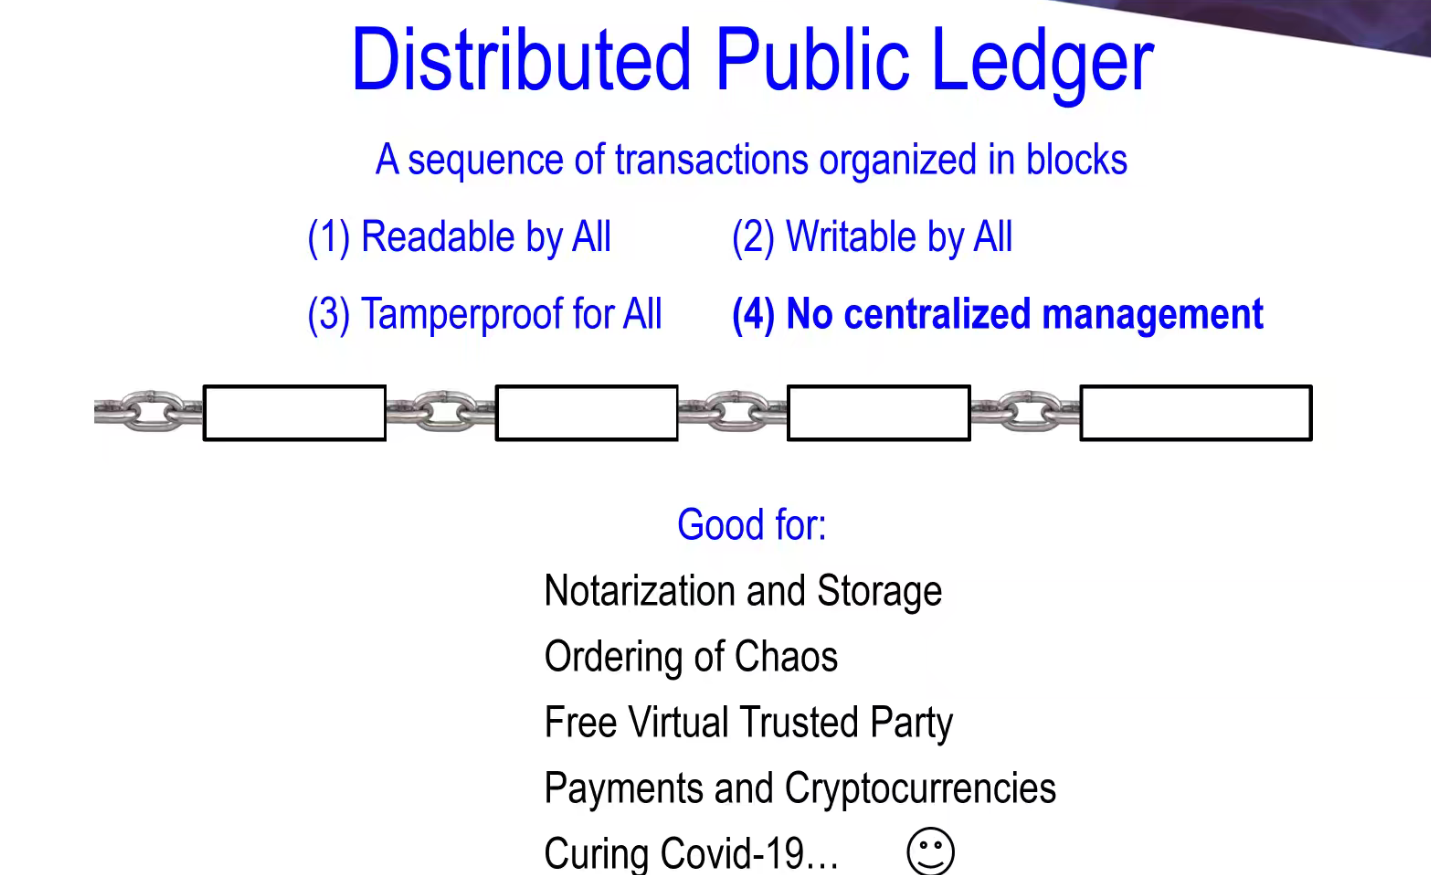 Distributed Public Ledger
A sequence of transactions organized in blocks
(1) Readable by All (2) Writable by All
(3) Tamperproof for All (4) No centralized management
Good for:
Notarization and Storage
Ordering of Chaos
Free Virtual Trusted Party
Payments and Cryptocurrencies
Curing Covid-19...